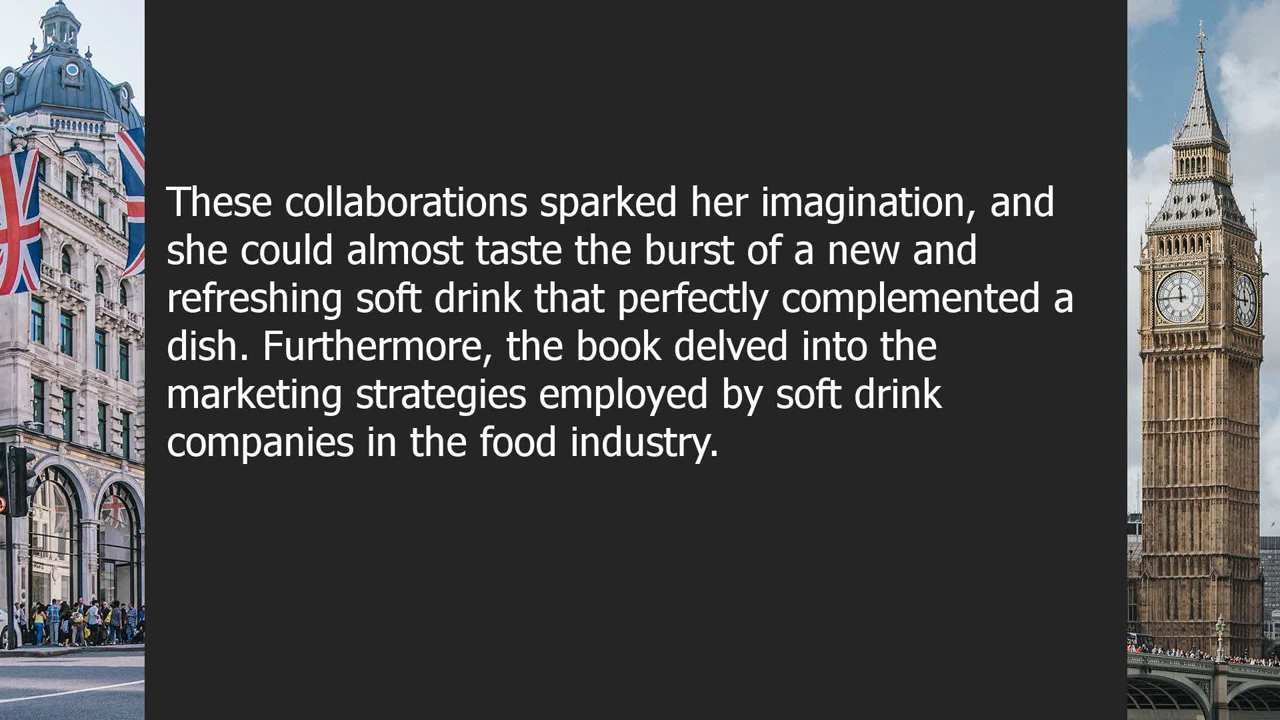 These collaborations sparked her imagination, and
she could almost taste the burst of a new and
refreshing soft drink that perfectly complemented a
dish. Furthermore, the book delved into the
marketing strategies employed by soft drink
companies in the food industry.